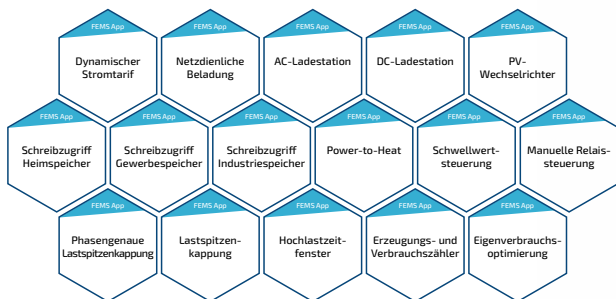 FEMS App
Dynamischer
Stromtarif
FEMS App
Netzdienliche
Beladung
FEMS App
AC-Ladestation
FEMS App
DC-Ladestation
FEMS App
PV-
Wechselrichter
FEMS App
Schreibzugriff
Heimspeicher
FEMS App
Schreibzugriff
Gewerbespeicher
FEMS App
Schreibzugriff
Industriespeicher
FEMS App
Power-to-Heat
FEMS App
Schwellwert-
steuerung
FEMS App
Manuelle Relais-
steuerung
FEMS App
Phasengenaue
Lastspitzenkappung
FEMS App
Lastspitzen-
kappung
FEMS App
Hochlastzeit-
fenster
FEMS App
Erzeugungs- und
Verbrauchszähler
FEMS App
Eigenverbrauchs-
optimierung